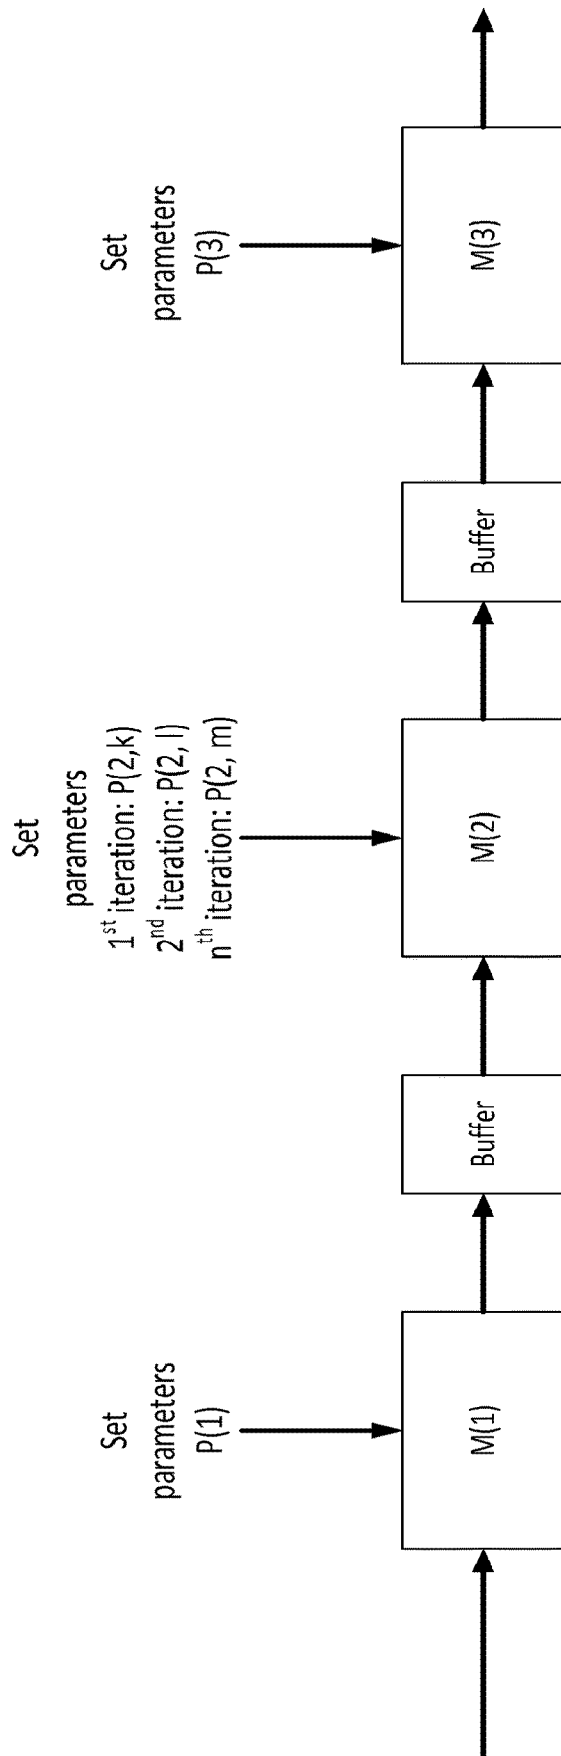 Set
parameters
P(1)
Set
parameters
1st iteration: P(2,k)
2nd iteration: P(2, l)
nth iteration: P(2, m)
Set
parameters
P(3)
M(1)
Buffer
M(2)
Buffer
M(3)